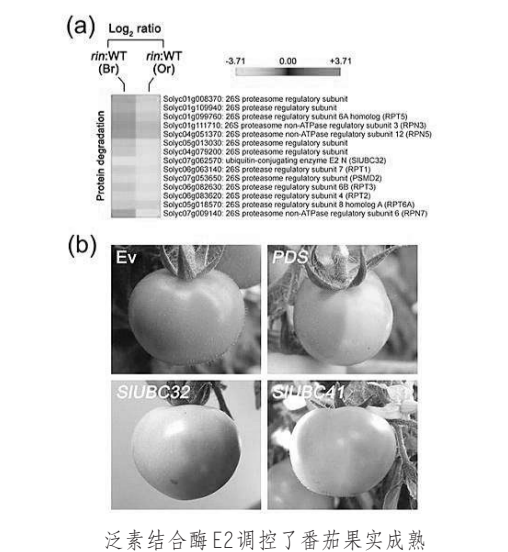 (a)
Log2 ratio
rin:WT (Br)
rin:WT (Or)
-3.71 0.00 +3.71
Protein degradation
Solyc01g008370: 26S proteasome regulatory subunit
Solyc01g109940: 26S protease regulatory subunit
Solyc01g099760: 26S protease regulatory subunit 6A homolog (RPT5)
Solyc01g111710: 26S proteasome non-ATPase regulatory subunit 3 (RPN3)
Solyc04g051370: 26S proteasome non-ATPase regulatory subunit 12 (RPN5)
Solyc05g013030: 26S proteasome regulatory subunit
Solyc04g079200: 26S proteasome regulatory subunit
Solyc07g062570: ubiquitin-conjugating enzyme E2 N (SlUBC32)
Solyc06g063140: 26S protease regulatory subunit 7 (RPT1)
Solyc07g053650: 26S proteasome regulatory subunit (PSMD2)
Solyc06g082630: 26S protease regulatory subunit 6B (RPT3)
Solyc06g083620: 26S protease regulatory subunit 4 (RPT2)
Solyc05g018570: 26S protease regulatory subunit 8 homolog A (RPT6A)
Solyc07g009140: 26S proteasome non-ATPase regulatory subunit 6 (RPN7)
(b)
Ev
PDS
SlUBC32
SlUBC41
泛素结合酶E2调控了番茄果实成熟